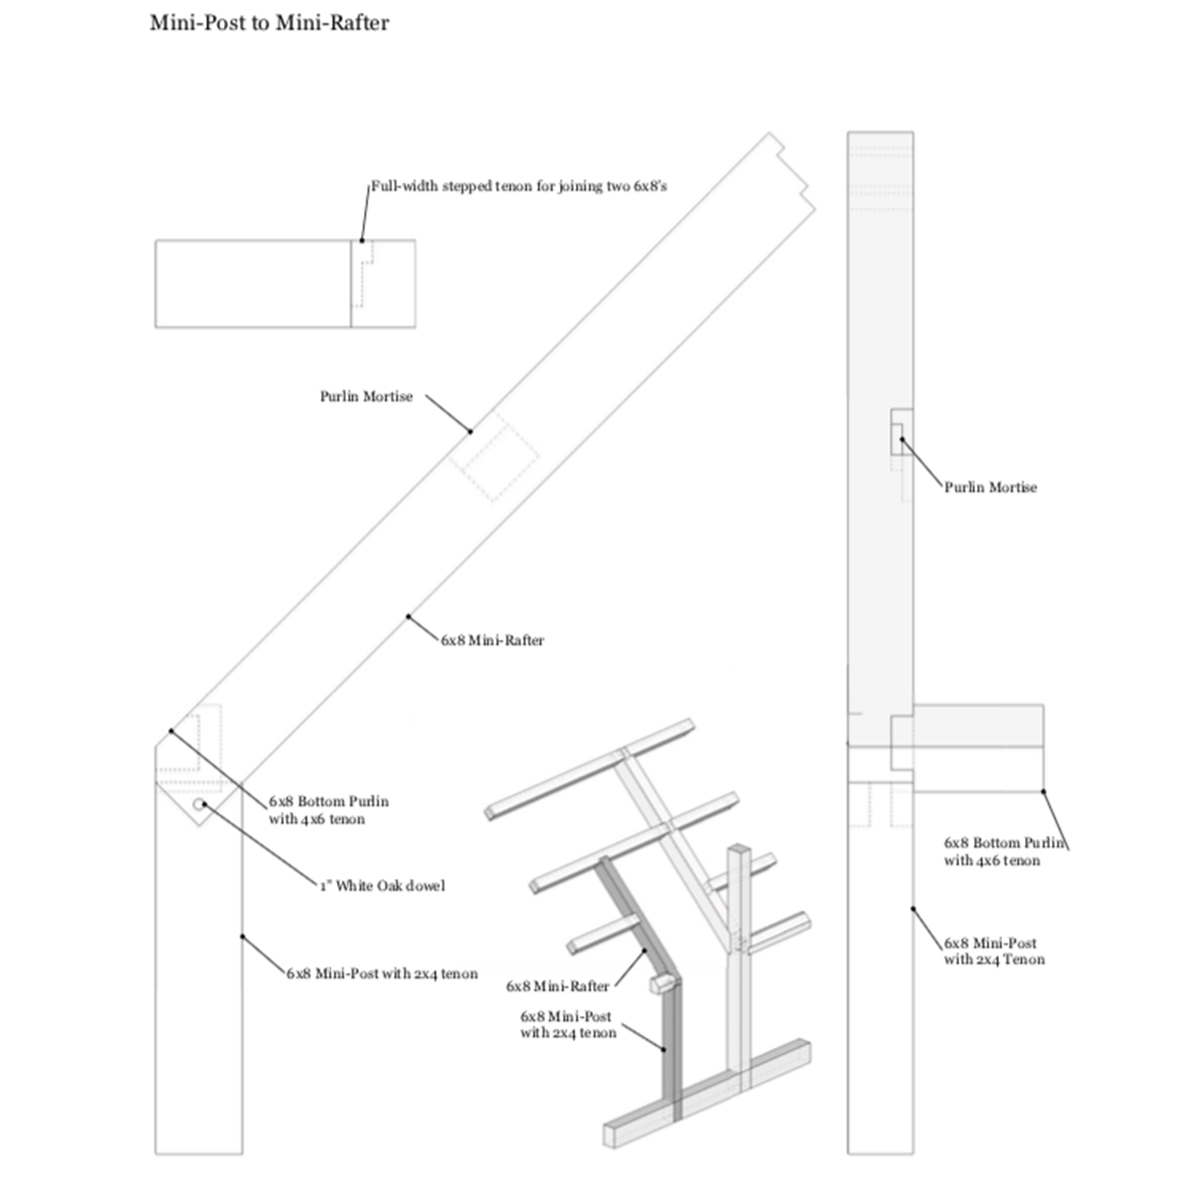 Mini-Post to Mini-Rafter
Full-width stepped tenon for joining two 6x8's
Purlin Mortise
Purlin Mortise
6x8 Mini-Rafter
6x8 Bottom Purlin
with 4x6 tenon
1" White Oak dowel
6x8 Mini-Post with 2x4 tenon
6x8 Mini-Rafter
6x8 Mini-Post
with 2x4 tenon
6x8 Bottom Purlin
with 4x6 tenon
6x8 Mini-Post
with 2x4 Tenon